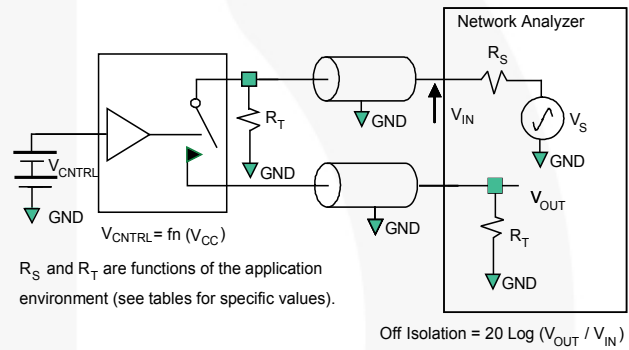 Network Analyzer
R_S
V_IN
V_S
GND
GND
R_T
GND
V_CNTRL
GND
V_CNTRL = fn (V_CC)
GND
V_OUT
R_T
GND
R_S and R_T are functions of the application
environment (see tables for specific values).
Off Isolation = 20 Log (V_OUT / V_IN)